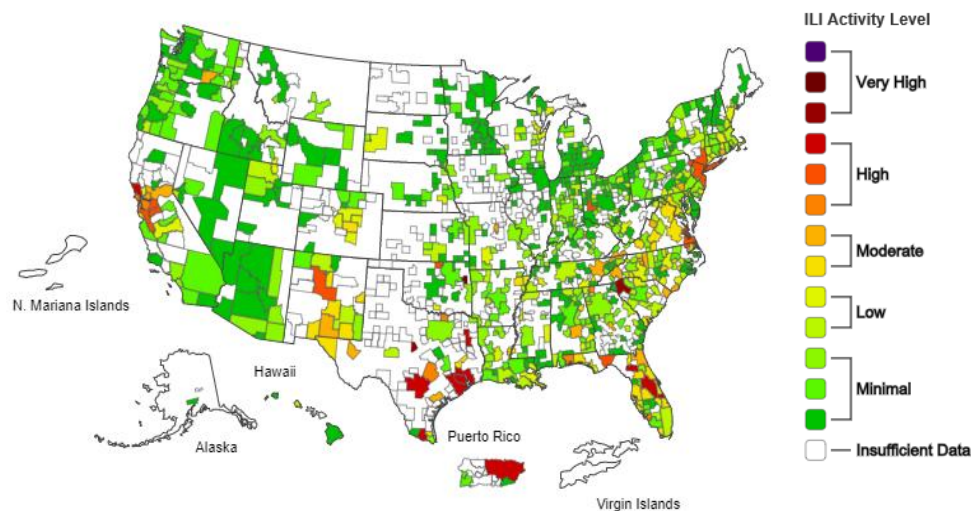 ILI Activity Level
Very High
High
Moderate
Low
Minimal
Insufficient Data
N. Mariana Islands
Hawaii
Alaska
Puerto Rico
Virgin Islands